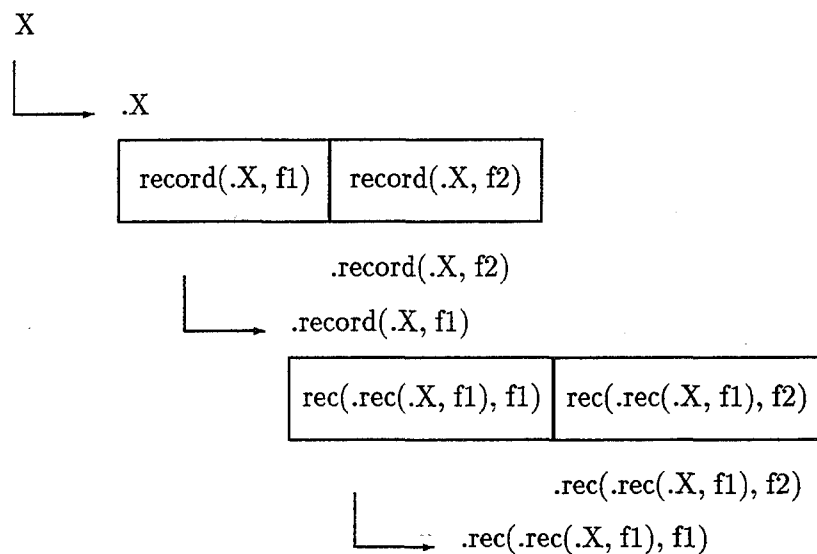 X
.X
record(.X, f1) record(.X, f2)
.record(.X, f2)
.record(.X, f1)
rec(.rec(.X, f1), f1) rec(.rec(.X, f1), f2)
.rec(.rec(.X, f1), f2)
.rec(.rec(.X, f1), f1)